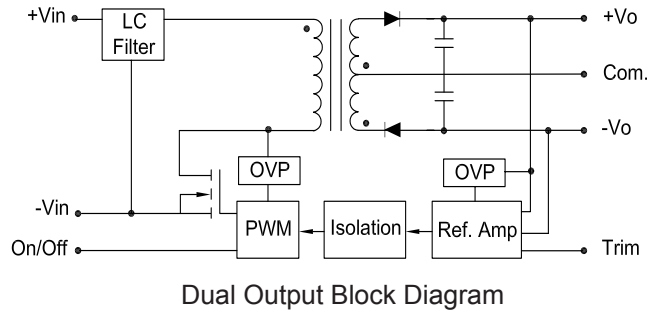 +Vin
LC
Filter
+Vo
Com.
-Vo
OVP
OVP
-Vin
PWM
Isolation
Ref. Amp
On/Off
Trim
Dual Output Block Diagram